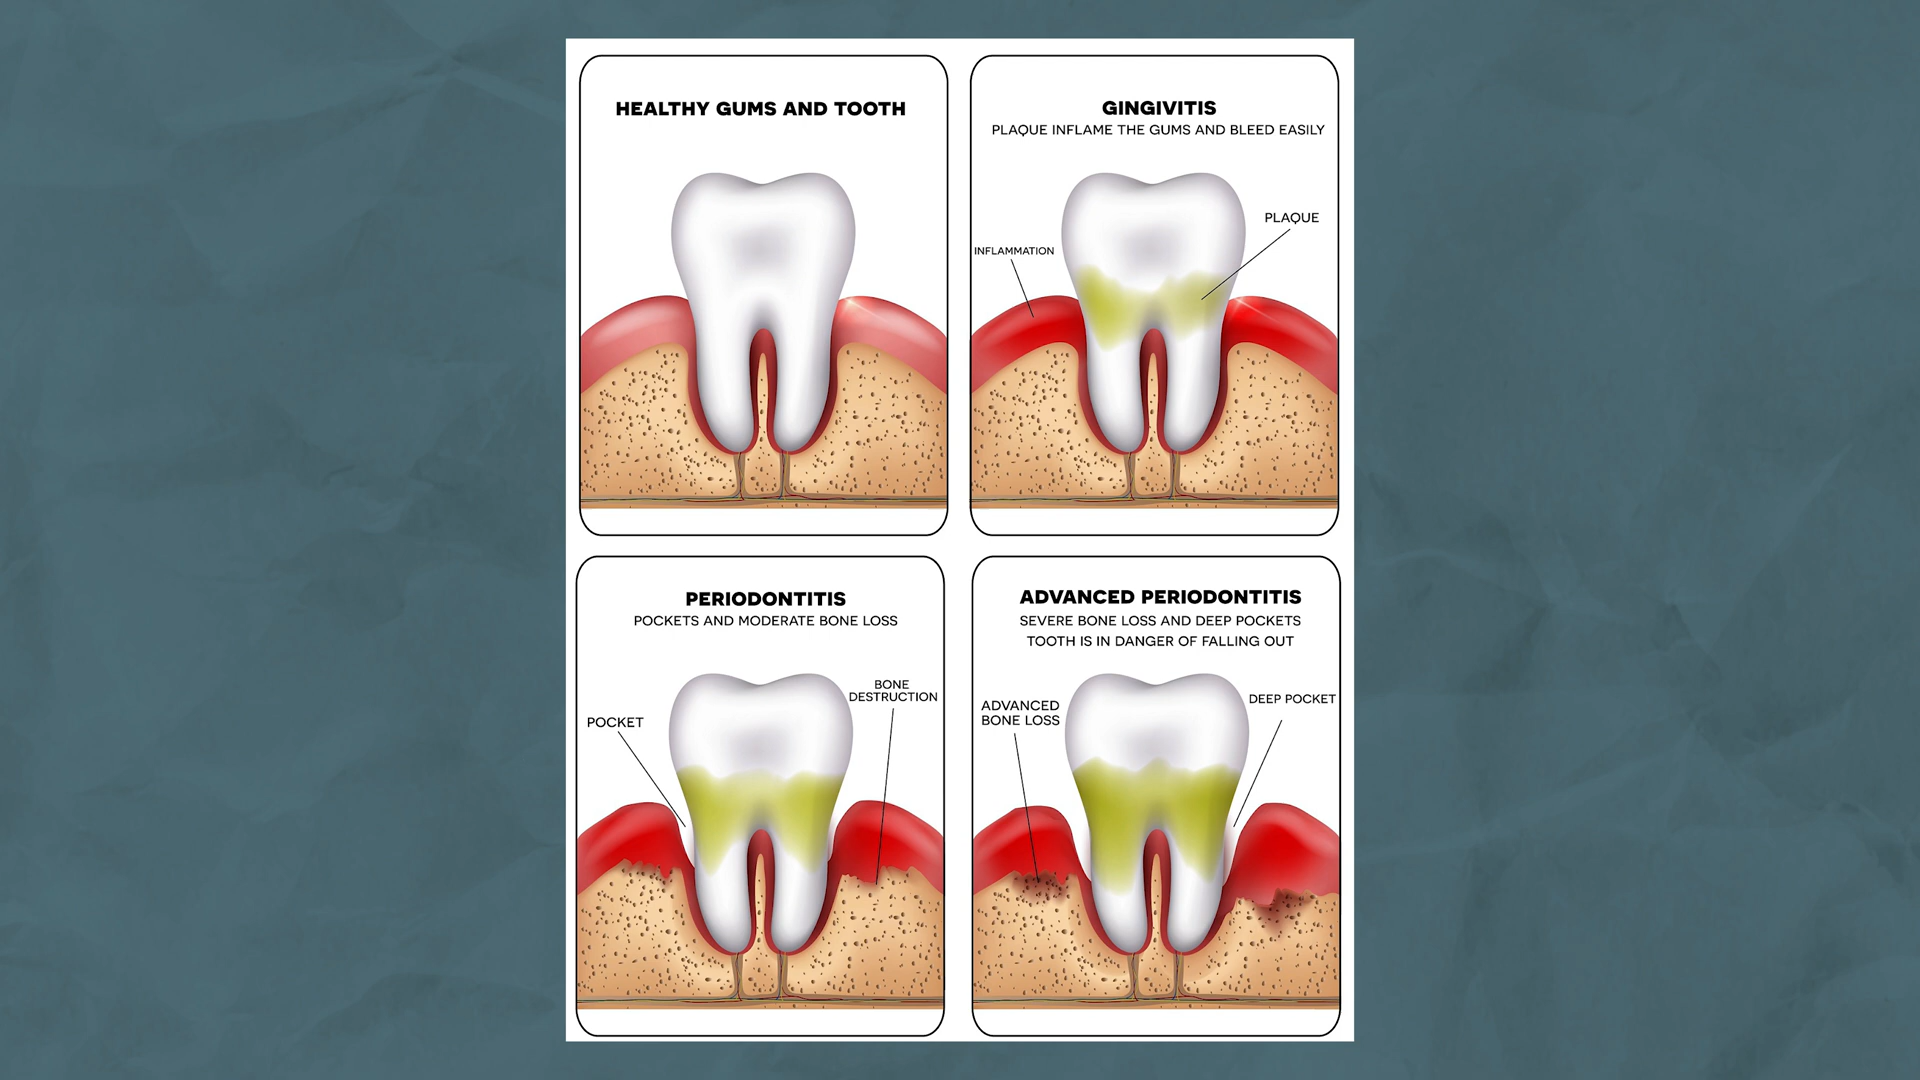 HEALTHY GUMS AND TOOTH
GINGIVITIS
PLAQUE INFLAME THE GUMS AND BLEED EASILY
PLAQUE
INFLAMMATION
PERIODONTITIS
POCKETS AND MODERATE BONE LOSS
BONE
DESTRUCTION
POCKET
ADVANCED PERIODONTITIS
SEVERE BONE LOSS AND DEEP POCKETS
TOOTH IS IN DANGER OF FALLING OUT
ADVANCED
BONE LOSS
DEEP POCKET